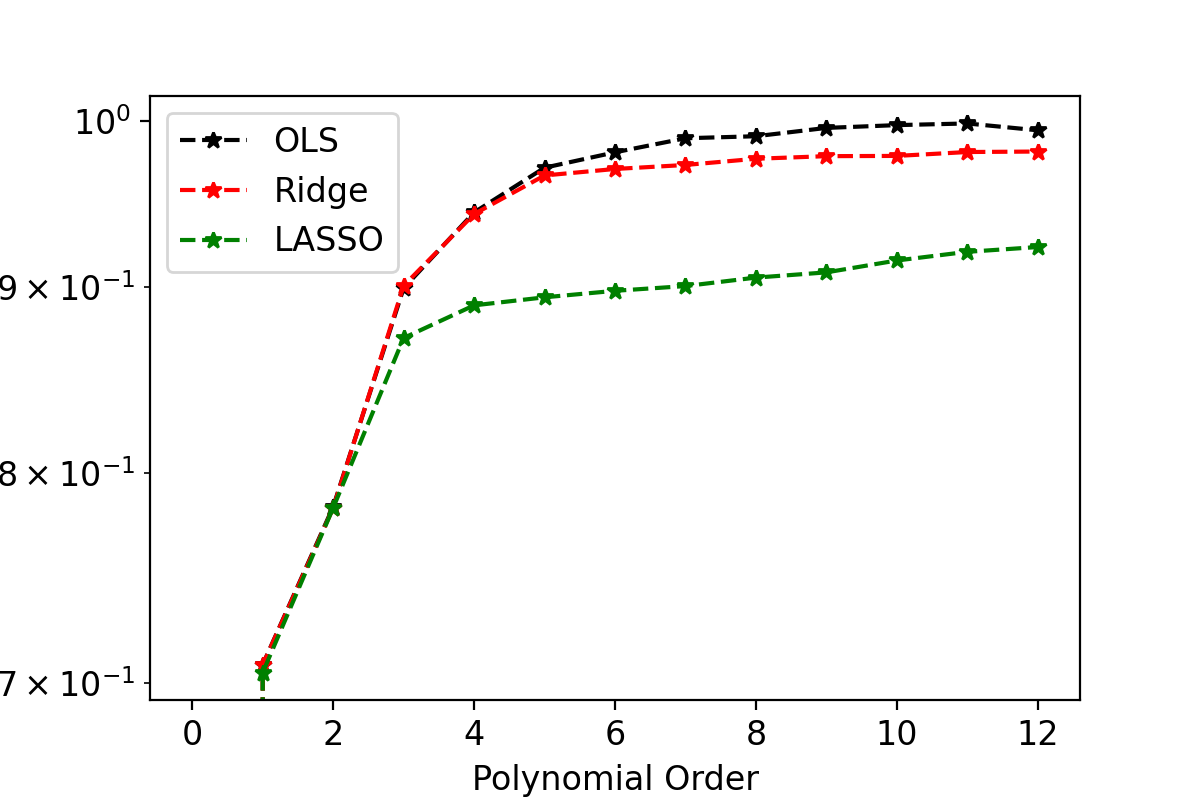 10⁰
9 × 10⁻¹
8 × 10⁻¹
7 × 10⁻¹
OLS
Ridge
LASSO
0 2 4 6 8 10 12
Polynomial Order